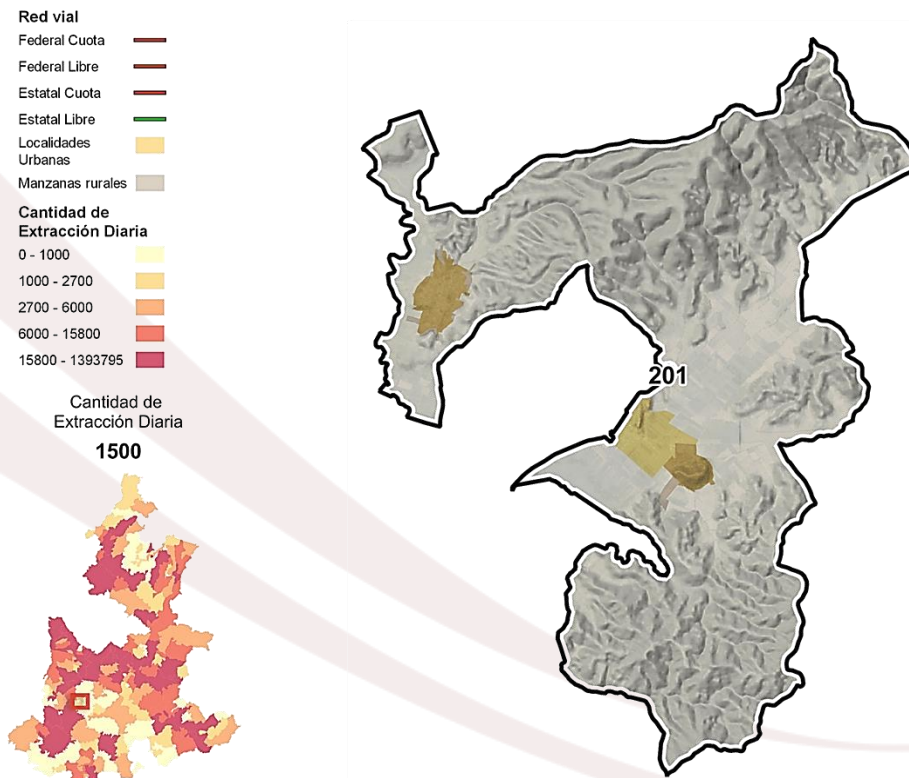 Red vial
Federal Cuota
Federal Libre
Estatal Cuota
Estatal Libre
Localidades
Urbanas
Manzanas rurales
Cantidad de
Extracción Diaria
0 - 1000
1000 - 2700
2700 - 6000
6000 - 15800
15800 - 1393795
Cantidad de
Extracción Diaria
1500
201